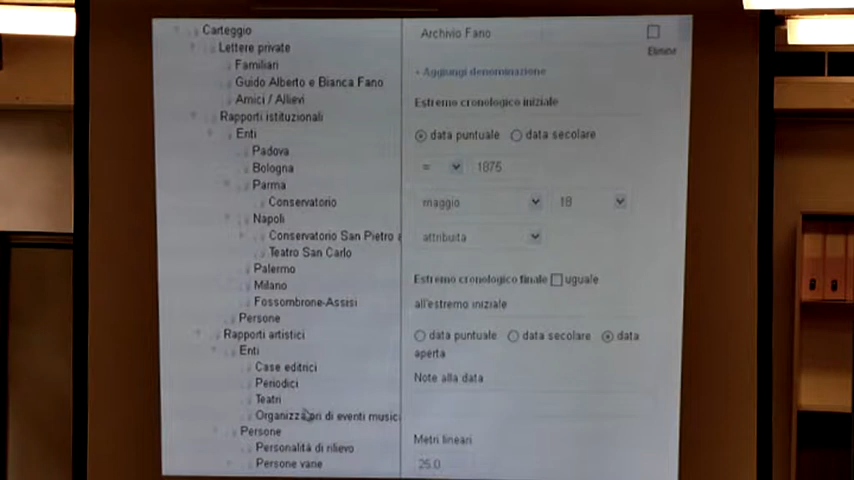 Carteggio
Lettere private
Familiari
Guido Alberto e Bianca Fano
Amici / Allievi
Rapporti istituzionali
Enti
Padova
Bologna
Parma
Conservatorio
Napoli
Conservatorio San Pietro a
Teatro San Carlo
Palermo
Milano
Fossombrone-Assisi
Persone
Rapporti artistici
Enti
Case editrici
Periodici
Teatri
Organizzatori di eventi music
Persone
Personalità di rilievo
Persone varie
Archivio Fano
Elimina
+ Aggiungi denominazione
Estremo cronologico iniziale
data puntuale data secolare
= 1875
maggio 18
attribuita
Estremo cronologico finale uguale
all'estremo iniziale
data puntuale data secolare data
aperta
Note alla data
Metri lineari
25.0